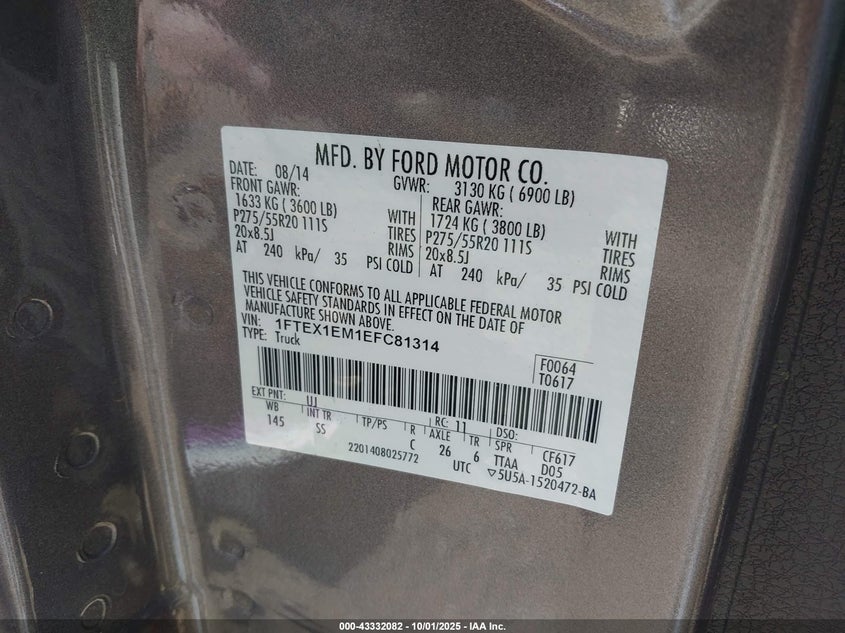 MFD. BY FORD MOTOR CO.
DATE: 08/14 GVWR: 3130 KG ( 6900 LB)
FRONT GAWR: REAR GAWR:
1633 KG ( 3600 LB) WITH 1724 KG ( 3800 LB) WITH
P275/55R20 111S TIRES P275/55R20 111S TIRES
20x8.5J RIMS 20x8.5J RIMS
AT 240 kPa/ 35 PSI COLD AT 240 kPa/ 35 PSI COLD
THIS VEHICLE CONFORMS TO ALL APPLICABLE FEDERAL MOTOR
VEHICLE SAFETY STANDARDS IN EFFECT ON THE DATE OF
MANUFACTURE SHOWN ABOVE.
VIN: 1FTEX1EM1EFC81314
TYPE: Truck
F0064
T0617
EXT PNT: UJ RC: 11 DSO:
WB INT TR TP/PS R AXLE TR SPR CF617
145 SS C 26 6 TTAA D05
2201408025772 UTC ▽5U5A-1520472-BA
000-43332082 - 10/01/2025 - IAA Inc.